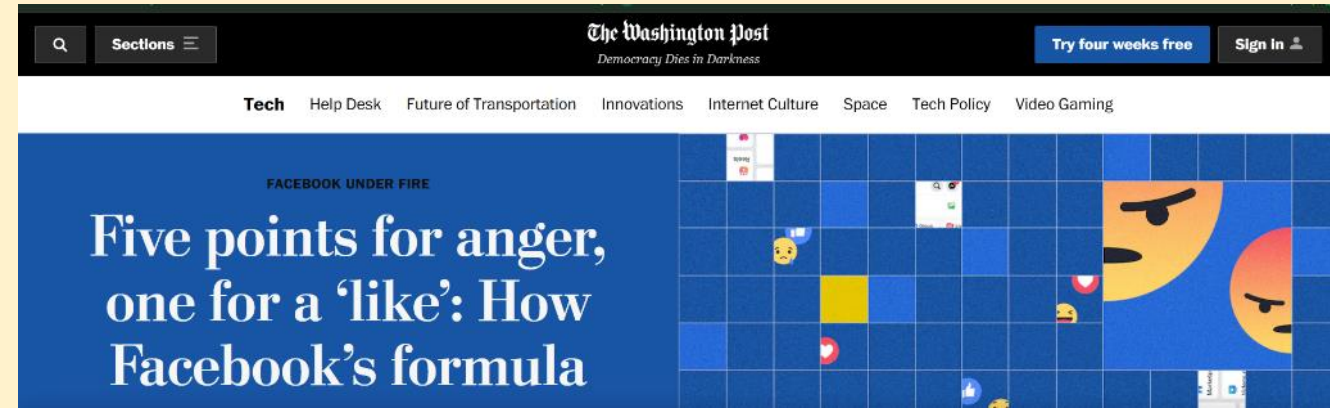 Sections
The Washington Post
Democracy Dies in Darkness
Try four weeks free
Sign in
Tech Help Desk Future of Transportation Innovations Internet Culture Space Tech Policy Video Gaming
FACEBOOK UNDER FIRE
Five points for anger,
one for a ‘like’: How
Facebook’s formula